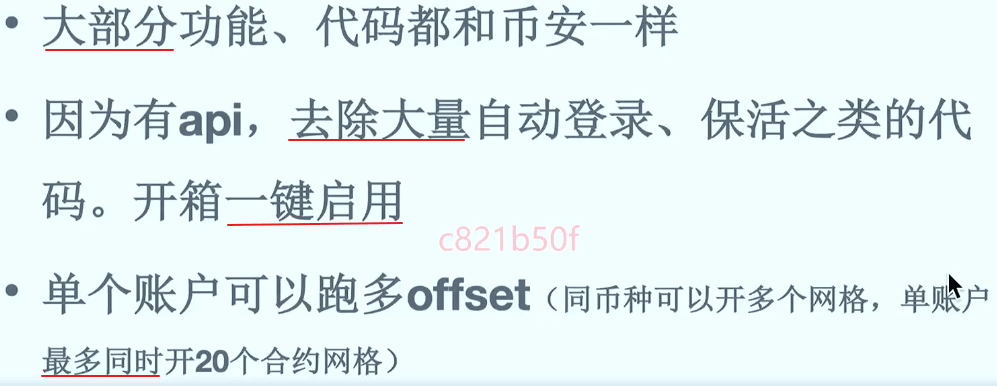 • 大部分功能、代码都和币安一样
• 因为有api，去除大量自动登录、保活之类的代
码。开箱一键启用
c821b50f
• 单个账户可以跑多offset（同币种可以开多个网格，单账户
最多同时开20个合约网格）